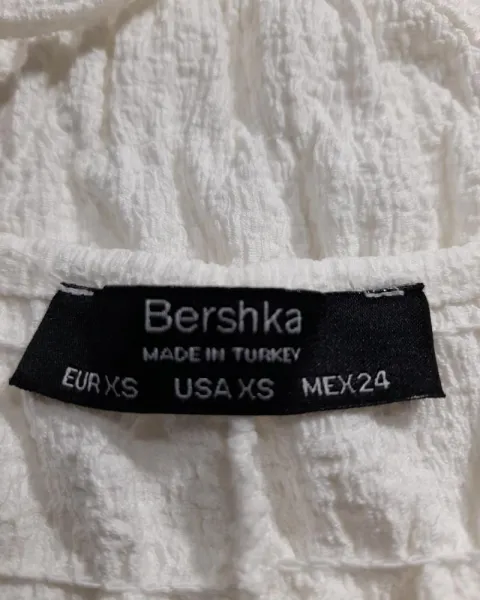 Bershka
MADE IN TURKEY
EUR XS USA XS MEX 24